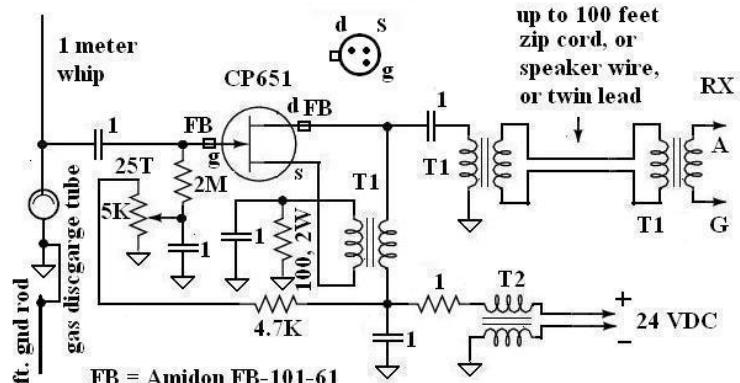 1 meter
whip
CP651
d
s
g
up to 100 feet
zip cord, or
speaker wire,
or twin lead
RX
A
G
1
FB
g
d
FB
s
1
T1
T1
T1
25T
5K
2M
1
1
100, 2W
4.7K
1
1
T2
+
24 VDC
−
ft. gnd rod
gas discgarge tube
FB = Amidon FB-101-61